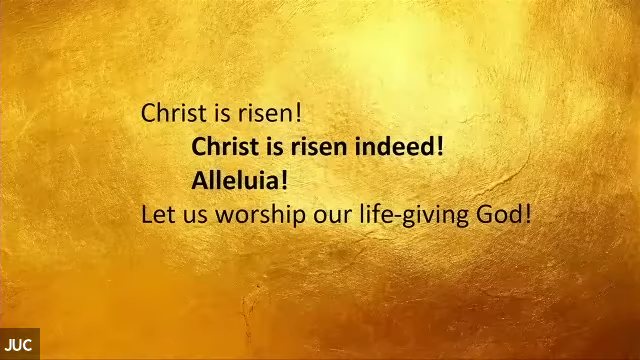 Christ is risen!
Christ is risen indeed!
Alleluia!
Let us worship our life-giving God!
JUC